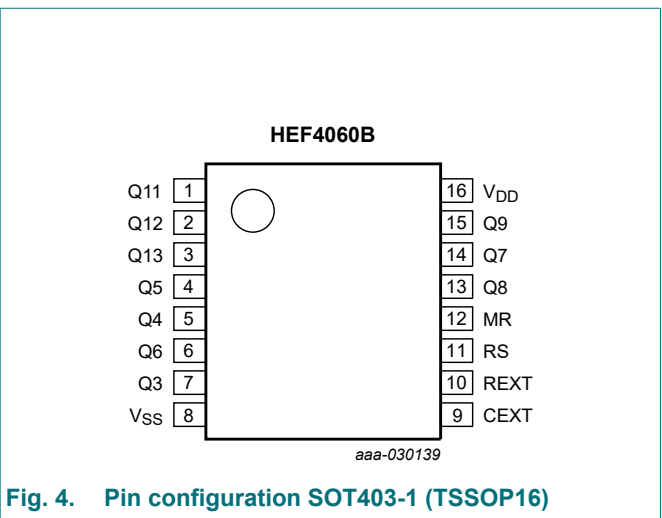 HEF4060B
Q11 1 16 VDD
Q12 2 15 Q9
Q13 3 14 Q7
Q5 4 13 Q8
Q4 5 12 MR
Q6 6 11 RS
Q3 7 10 REXT
VSS 8 9 CEXT
aaa-030139
Fig. 4. Pin configuration SOT403-1 (TSSOP16)